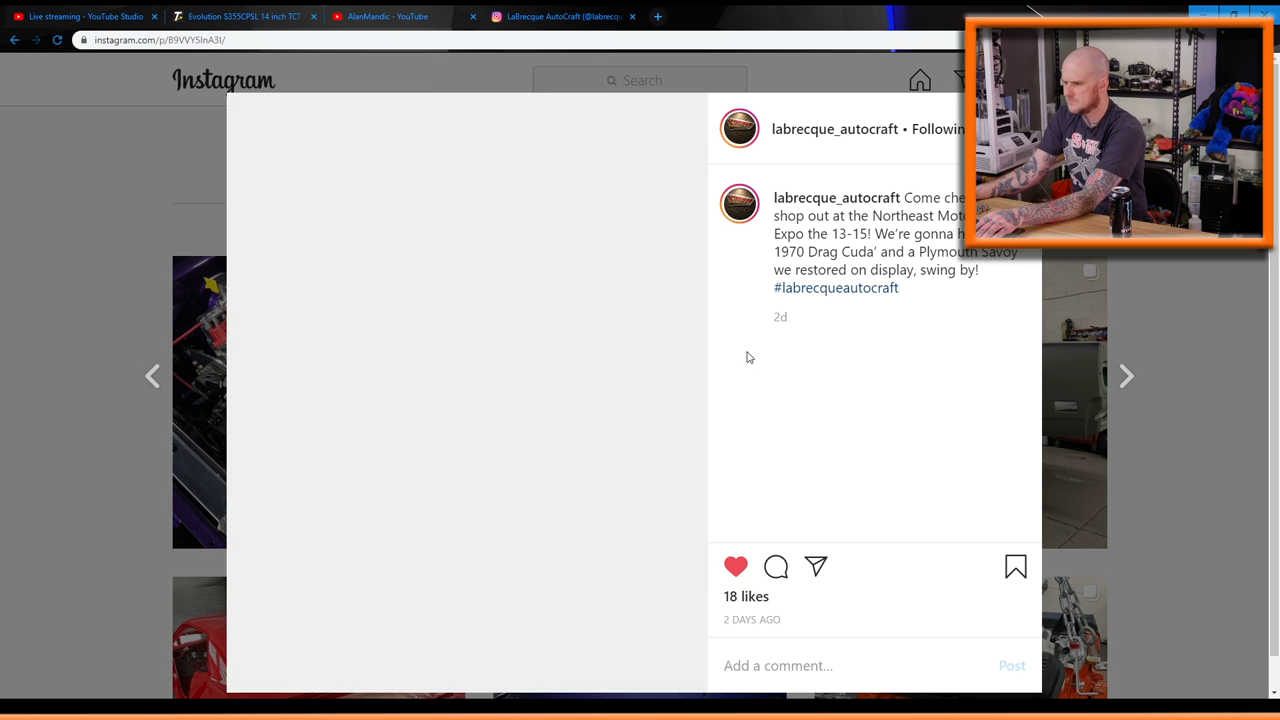 Live streaming - YouTube Studio
Evolution S355CPSL 14 inch TCT
AlanMandic - YouTube
LaBrecque AutoCraft (@labrecqu
instagram.com/p/B9VVY5InA3I/
Instagram
Search
labrecque_autocraft • Followin
labrecque_autocraft Come che
shop out at the Northeast Moto
Expo the 13-15! We're gonna h
1970 Drag Cuda' and a Plymouth Savoy
we restored on display, swing by!
#labrecqueautocraft
2d
18 likes
2 DAYS AGO
Add a comment...
Post